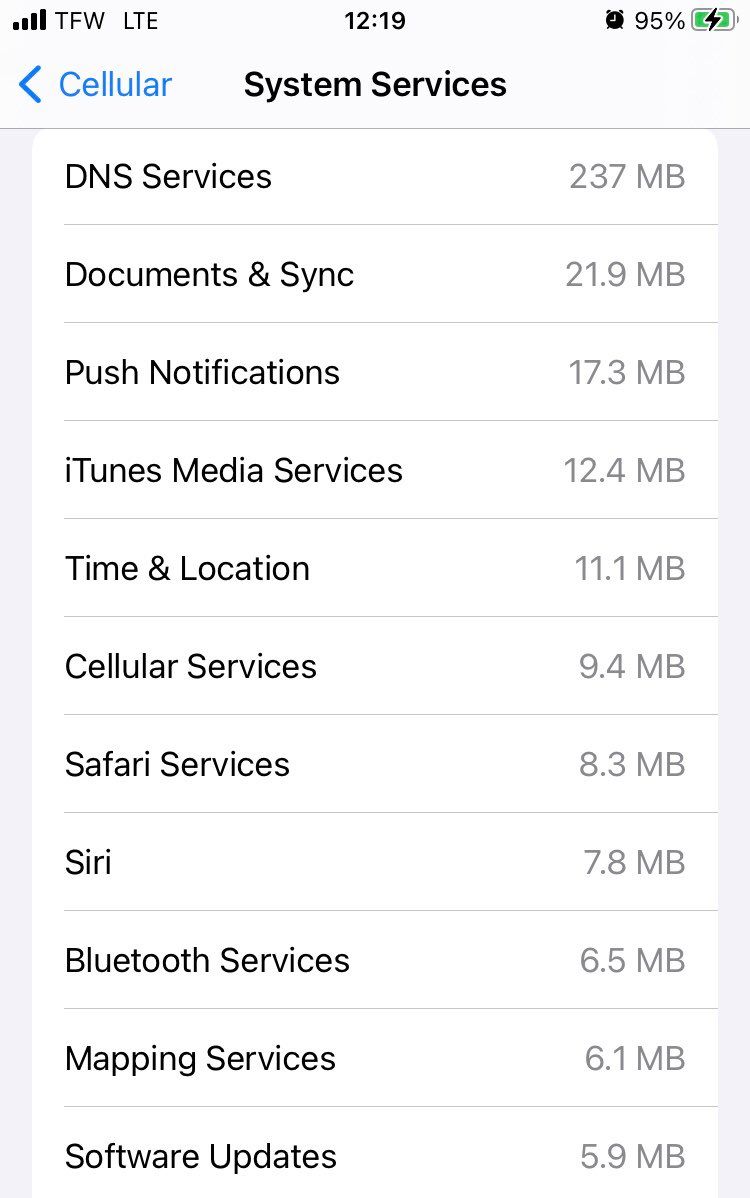 TFW LTE 12:19 95%
Cellular System Services
DNS Services 237 MB
Documents & Sync 21.9 MB
Push Notifications 17.3 MB
iTunes Media Services 12.4 MB
Time & Location 11.1 MB
Cellular Services 9.4 MB
Safari Services 8.3 MB
Siri 7.8 MB
Bluetooth Services 6.5 MB
Mapping Services 6.1 MB
Software Updates 5.9 MB